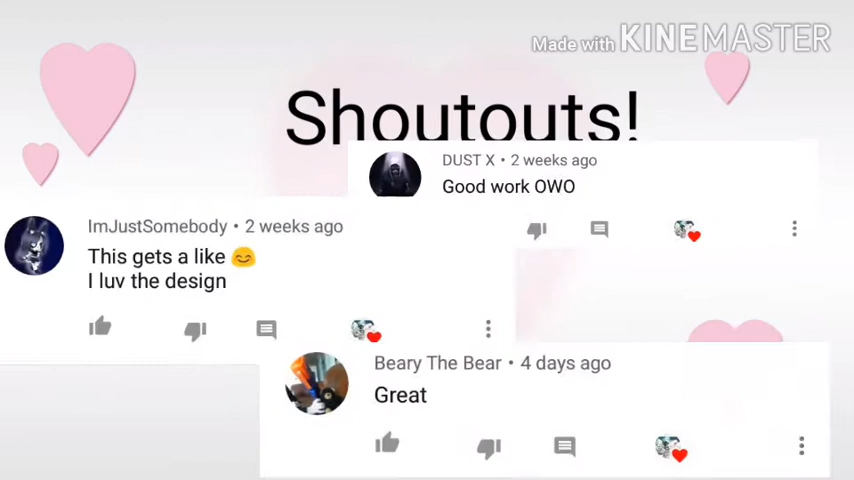 Made with KINEMASTER
Shoutouts!
DUST X • 2 weeks ago
Good work OWO
ImJustSomebody • 2 weeks ago
This gets a like 😊
I luv the design
Beary The Bear • 4 days ago
Great